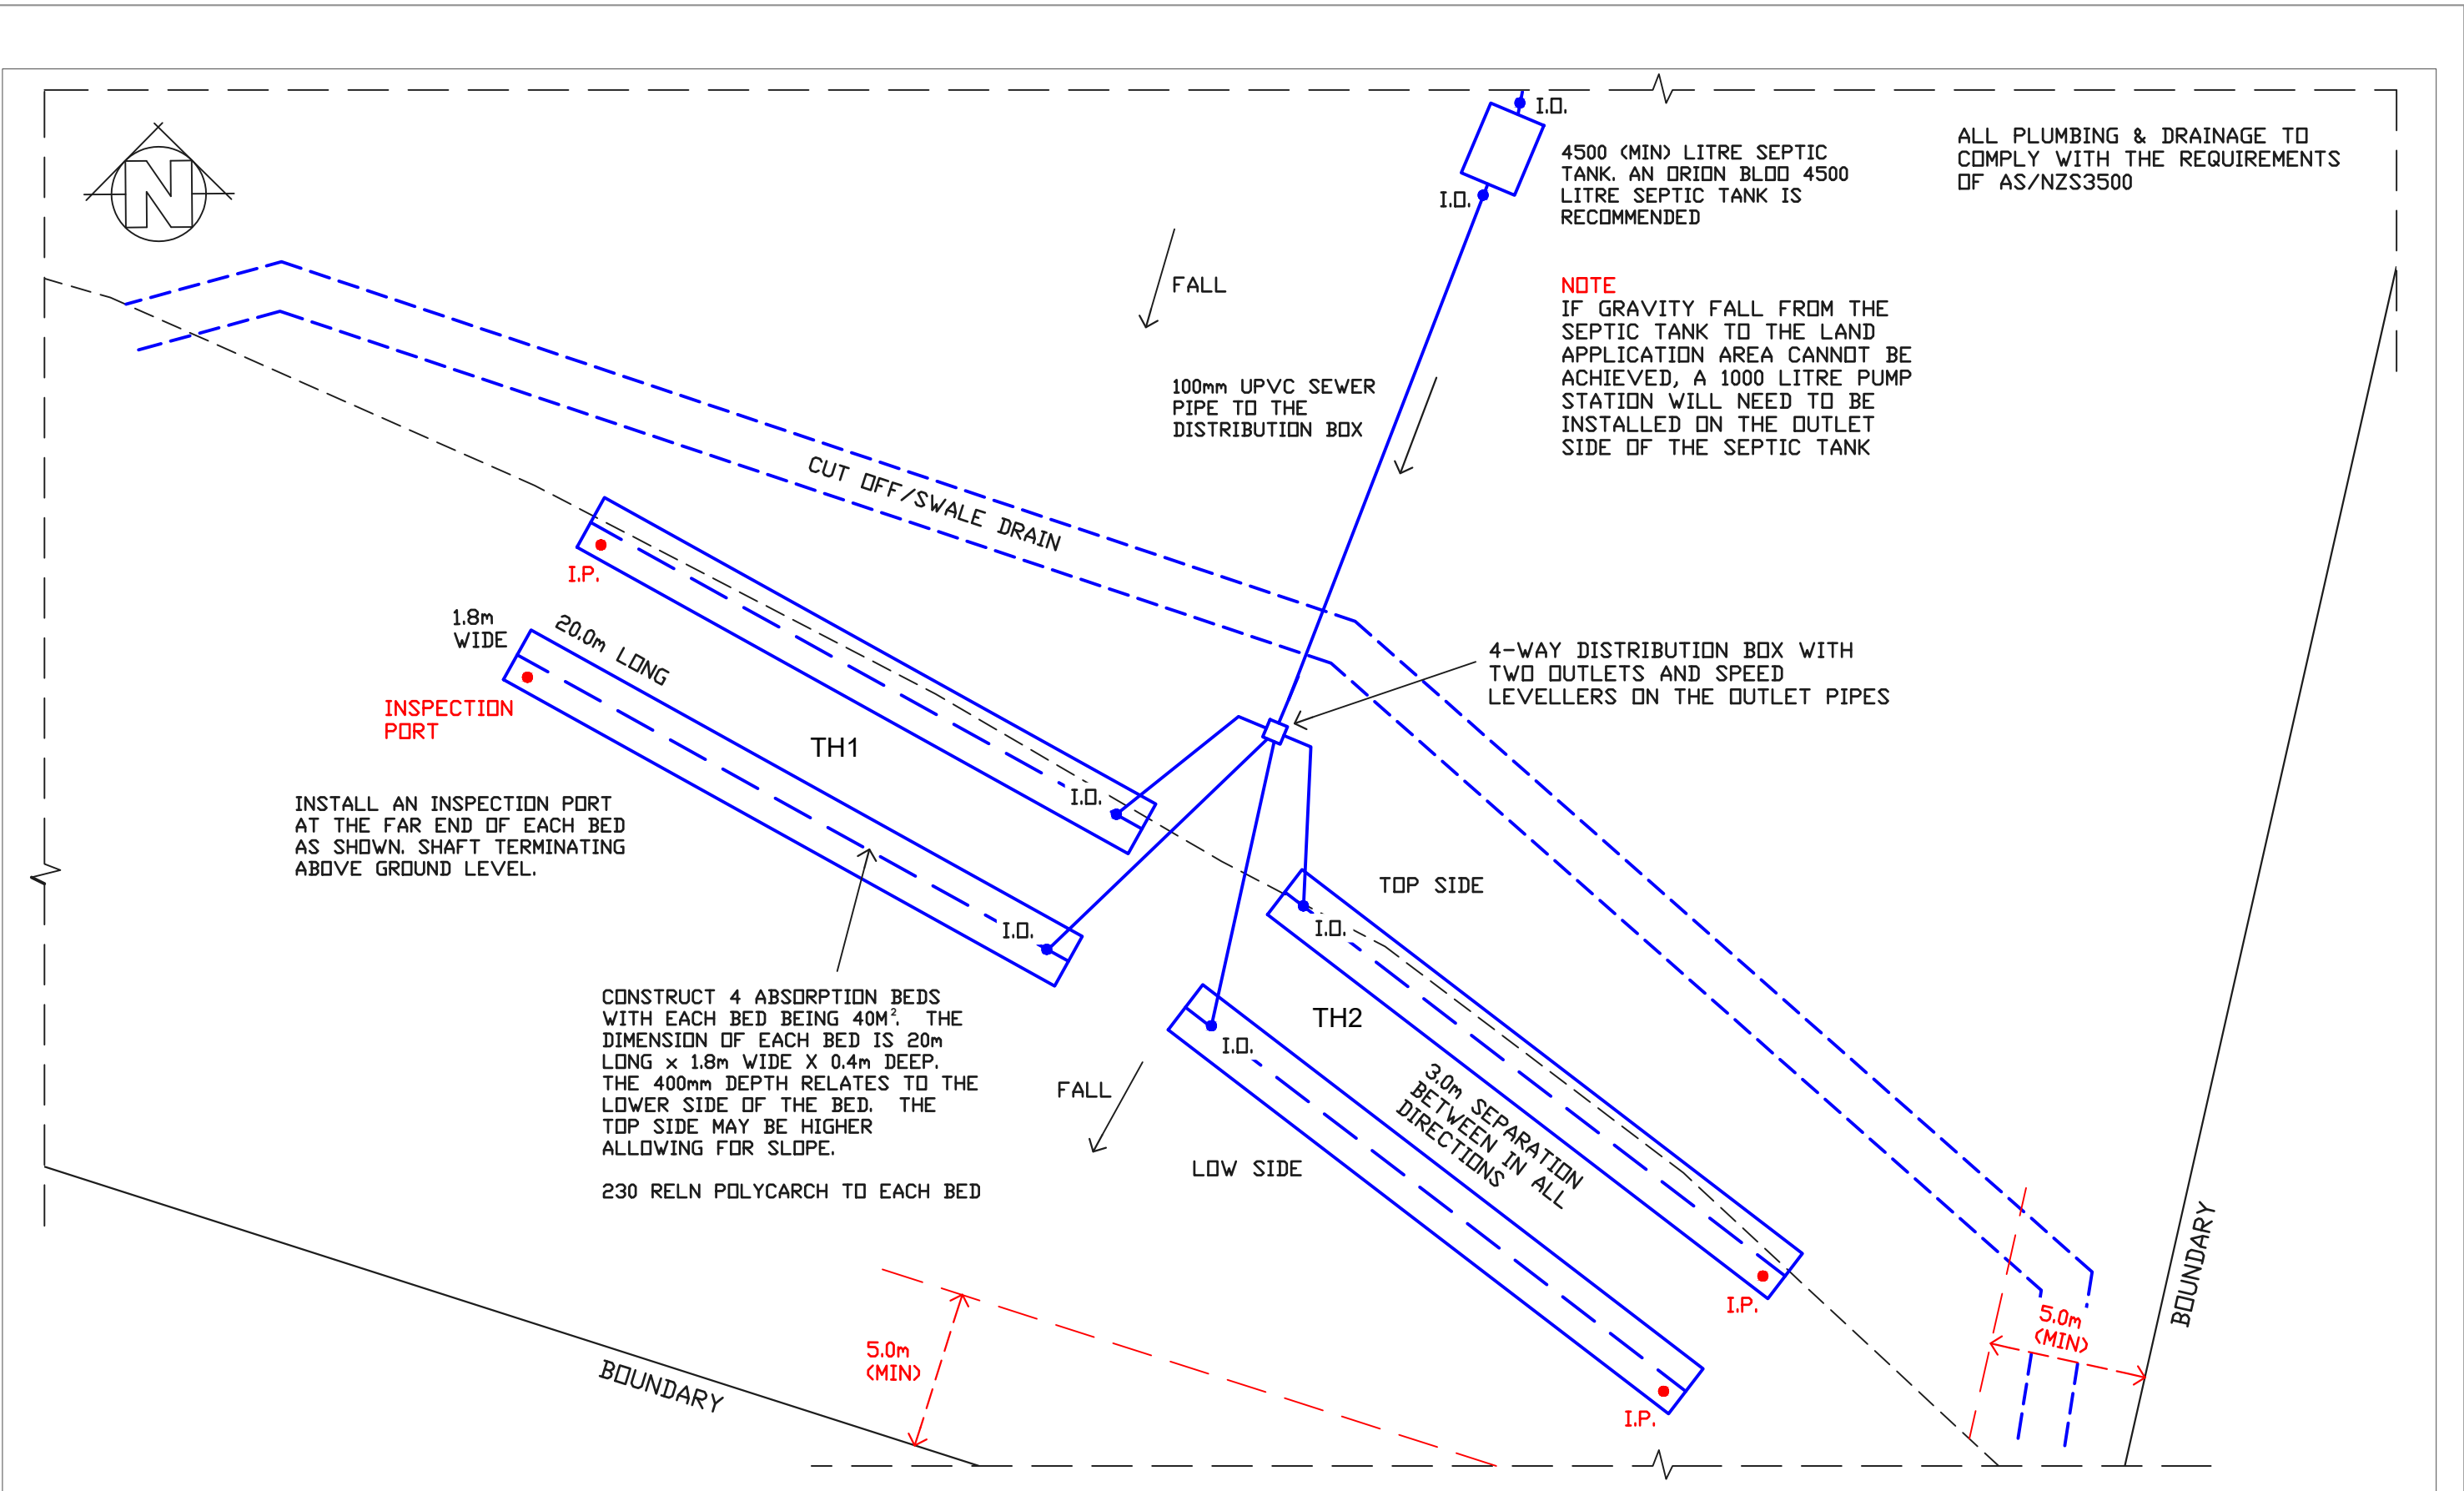 N
I.O.
4500 (MIN) LITRE SEPTIC
TANK. AN ORION BLOO 4500
LITRE SEPTIC TANK IS
RECOMMENDED
I.O.
ALL PLUMBING & DRAINAGE TO
COMPLY WITH THE REQUIREMENTS
OF AS/NZS3500
FALL
NOTE
IF GRAVITY FALL FROM THE
SEPTIC TANK TO THE LAND
APPLICATION AREA CANNOT BE
ACHIEVED, A 1000 LITRE PUMP
STATION WILL NEED TO BE
INSTALLED ON THE OUTLET
SIDE OF THE SEPTIC TANK
100mm UPVC SEWER
PIPE TO THE
DISTRIBUTION BOX
CUT OFF/SWALE DRAIN
I.P.
1.8m
WIDE
20.0m LONG
4-WAY DISTRIBUTION BOX WITH
TWO OUTLETS AND SPEED
LEVELLERS ON THE OUTLET PIPES
INSPECTION
PORT
TH1
I.O.
INSTALL AN INSPECTION PORT
AT THE FAR END OF EACH BED
AS SHOWN. SHAFT TERMINATING
ABOVE GROUND LEVEL.
TOP SIDE
I.O.
I.O.
CONSTRUCT 4 ABSORPTION BEDS
WITH EACH BED BEING 40M². THE
DIMENSION OF EACH BED IS 20m
LONG x 1.8m WIDE X 0.4m DEEP.
THE 400mm DEPTH RELATES TO THE
LOWER SIDE OF THE BED. THE
TOP SIDE MAY BE HIGHER
ALLOWING FOR SLOPE.
230 RELN POLYCARCH TO EACH BED
TH2
I.O.
FALL
3.0m SEPARATION
BETWEEN IN ALL
DIRECTIONS
LOW SIDE
BOUNDARY
I.P.
5.0m
(MIN)
5.0m
(MIN)
BOUNDARY
I.P.